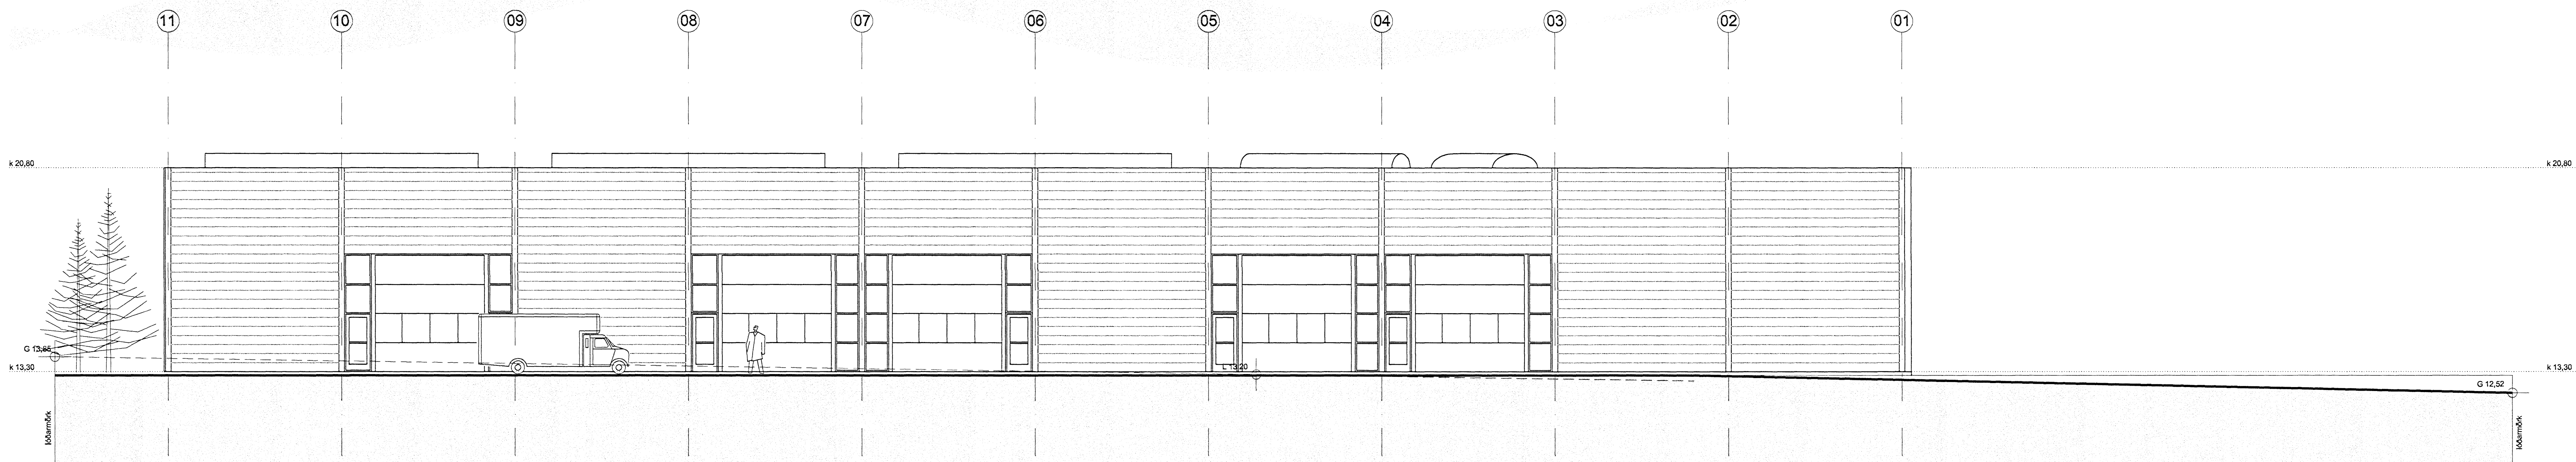 11 10 09 08 07 06 05 04 03 02 01
k 20,80 k 20,80
G 13,85
k 13,30 L 13,20 k 13,30
G 12,52
lóðarmörk lóðarmörk